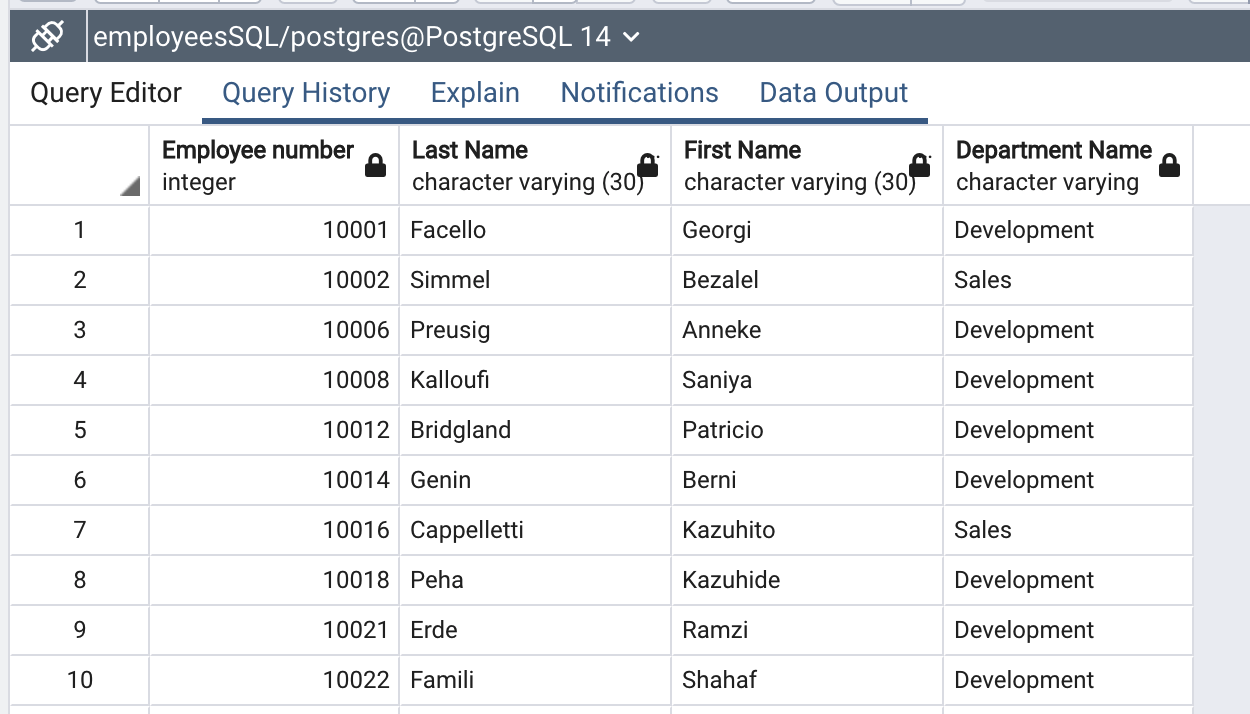 employeesSQL/postgres@PostgreSQL 14
Query Editor Query History Explain Notifications Data Output
Employee number Last Name First Name Department Name
integer character varying (30) character varying (30) character varying
1 10001 Facello Georgi Development
2 10002 Simmel Bezalel Sales
3 10006 Preusig Anneke Development
4 10008 Kalloufi Saniya Development
5 10012 Bridgland Patricio Development
6 10014 Genin Berni Development
7 10016 Cappelletti Kazuhito Sales
8 10018 Peha Kazuhide Development
9 10021 Erde Ramzi Development
10 10022 Famili Shahaf Development